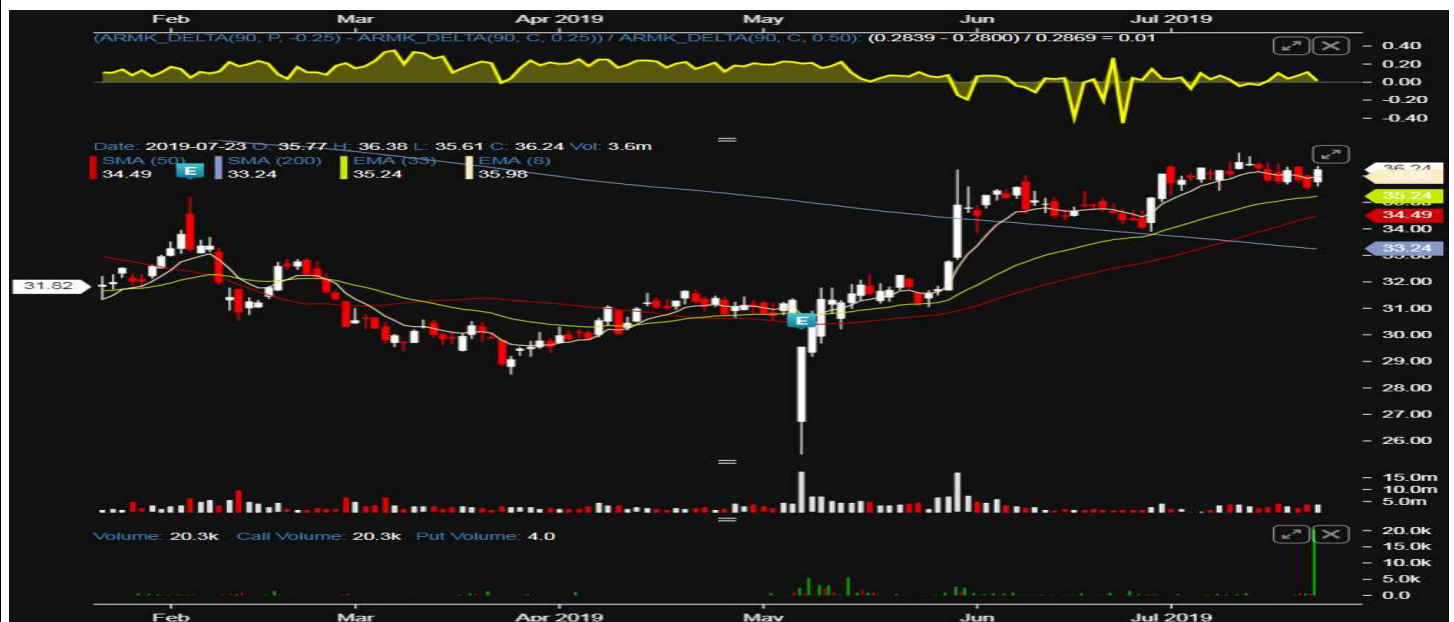 Feb Mar Apr 2019 May Jun Jul 2019
(ARMK_DELTA(90, P, -0.25) - ARMK_DELTA(90, C, 0.25)) / ARMK_DELTA(90, C, 0.50): (0.2839 - 0.2800) / 0.2869 = 0.01
0.40
0.20
0.00
-0.20
-0.40
Date: 2019-07-23 O: 35.77 H: 36.38 L: 35.61 C: 36.24 Vol: 3.6m
SMA (50) SMA (200) EMA (33) EMA (8)
34.49 33.24 35.24 35.98
E
36.24
35.98
35.24
34.49
34.00
33.24
31.82
32.00
31.00
E
30.00
29.00
28.00
27.00
26.00
15.0m
10.0m
5.0m
Volume: 20.3k Call Volume: 20.3k Put Volume: 4.0
20.0k
15.0k
10.0k
5.0k
0.0
Feb Mar Apr 2019 May Jun Jul 2019